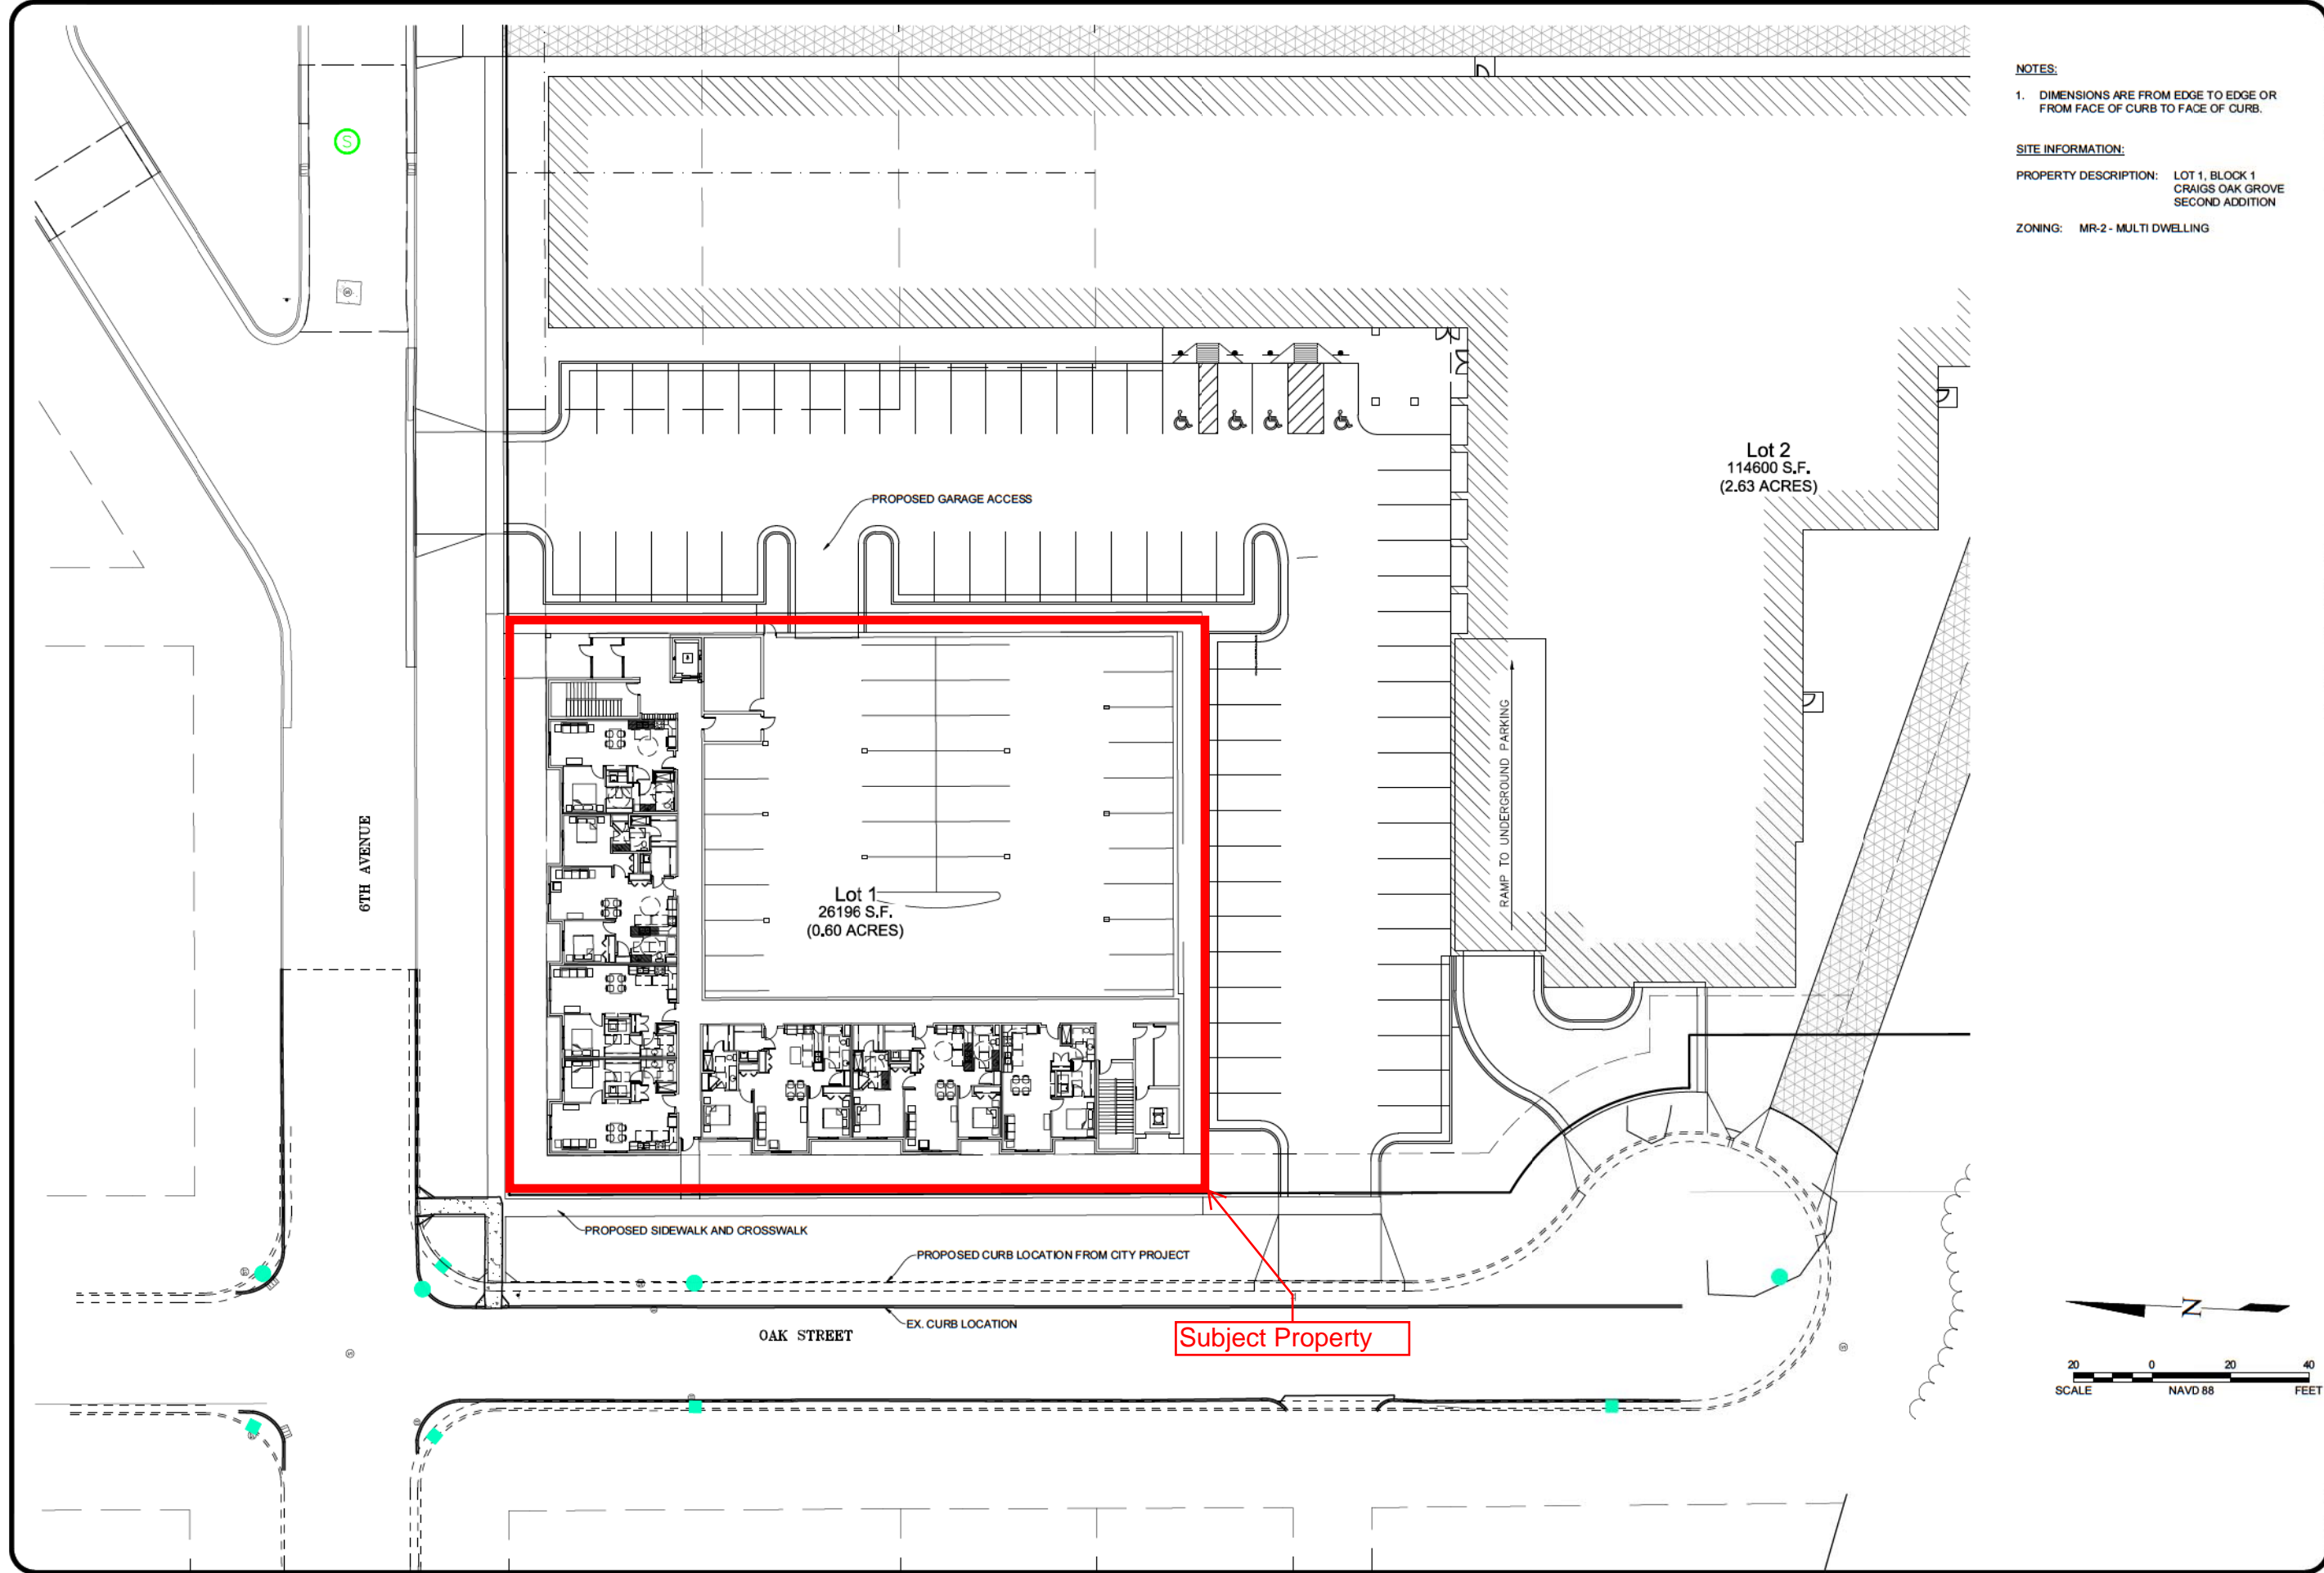 NOTES:
1. DIMENSIONS ARE FROM EDGE TO EDGE OR
FROM FACE OF CURB TO FACE OF CURB.
SITE INFORMATION:
PROPERTY DESCRIPTION: LOT 1, BLOCK 1
CRAIGS OAK GROVE
SECOND ADDITION
ZONING: MR-2 - MULTI DWELLING
S
Lot 2
114600 S.F.
(2.63 ACRES)
PROPOSED GARAGE ACCESS
RAMP TO UNDERGROUND PARKING
6TH AVENUE
Lot 1
26196 S.F.
(0.60 ACRES)
PROPOSED SIDEWALK AND CROSSWALK
PROPOSED CURB LOCATION FROM CITY PROJECT
EX. CURB LOCATION
OAK STREET
Subject Property
N
20 0 20 40
SCALE NAVD 88 FEET